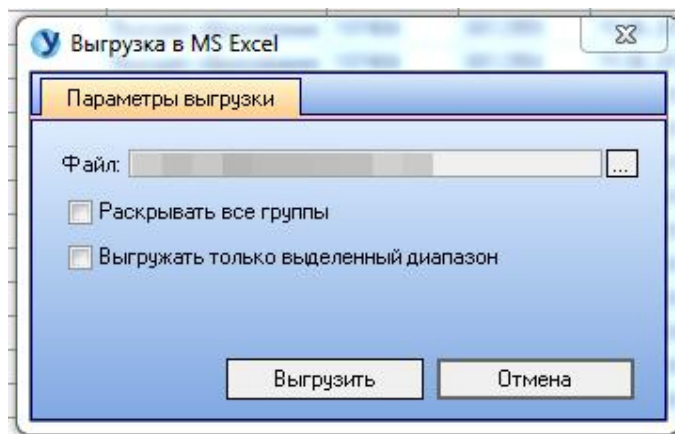 Выгрузка в MS Excel
Параметры выгрузки
Файл:
...
Раскрывать все группы
Выгружать только выделенный диапазон
Выгрузить
Отмена